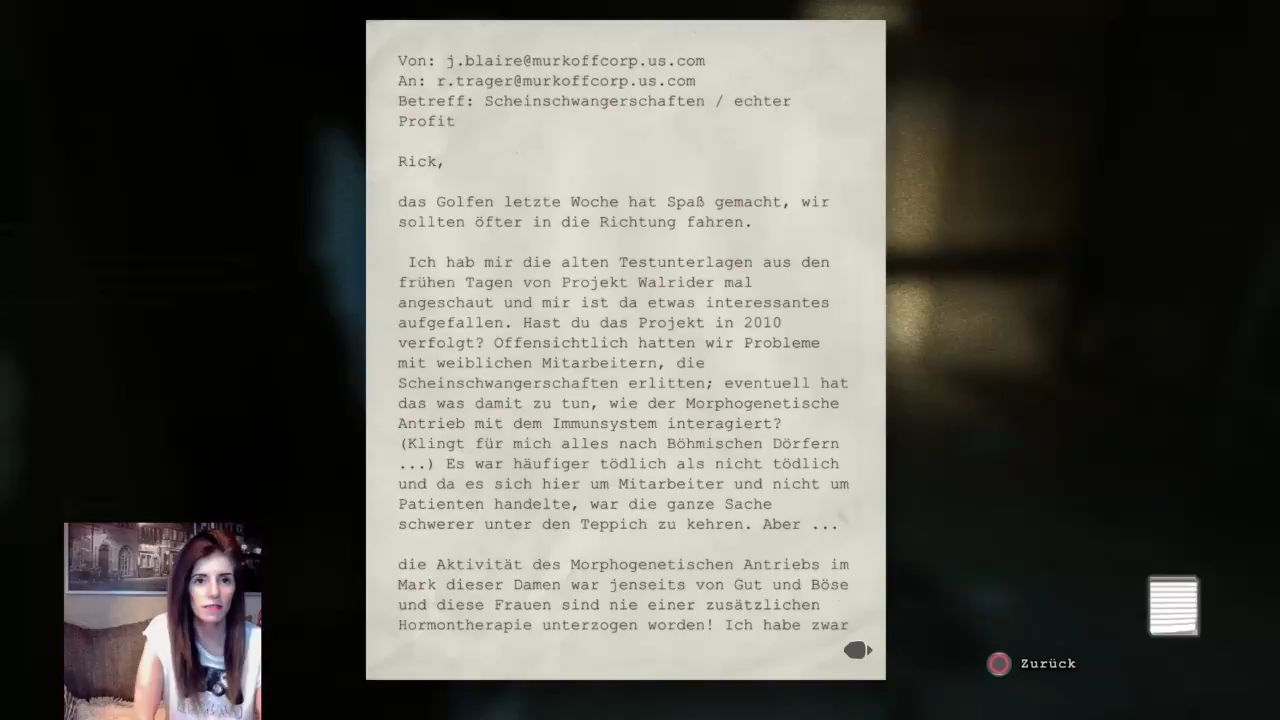 Von: j.blaire@murkoffcorp.us.com
An: r.trager@murkoffcorp.us.com
Betreff: Scheinschwangerschaften / echter
Profit
Rick,
das Golfen letzte Woche hat Spaß gemacht, wir
sollten öfter in die Richtung fahren.
Ich hab mir die alten Testunterlagen aus den
frühen Tagen von Projekt Walrider mal
angeschaut und mir ist da etwas interessantes
aufgefallen. Hast du das Projekt in 2010
verfolgt? Offensichtlich hatten wir Probleme
mit weiblichen Mitarbeitern, die
Scheinschwangerschaften erlitten; eventuell hat
das was damit zu tun, wie der Morphogenetische
Antrieb mit dem Immunsystem interagiert?
(Klingt für mich alles nach Böhmischen Dörfern
...) Es war häufiger tödlich als nicht tödlich
und da es sich hier um Mitarbeiter und nicht um
Patienten handelte, war die ganze Sache
schwerer unter den Teppich zu kehren. Aber ...
die Aktivität des Morphogenetischen Antriebs im
Mark dieser Damen war jenseits von Gut und Böse
und diese Frauen sind nie einer zusätzlichen
Hormontherapie unterzogen worden! Ich habe zwar
Zurück